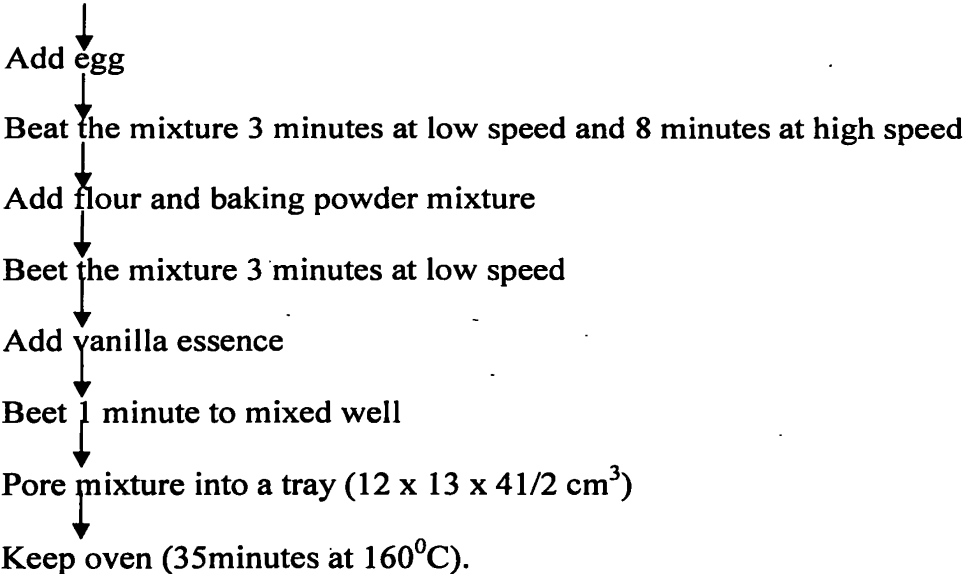 Add egg
Beat the mixture 3 minutes at low speed and 8 minutes at high speed
Add flour and baking powder mixture
Beet the mixture 3 minutes at low speed
Add vanilla essence
Beet 1 minute to mixed well
Pore mixture into a tray (12 x 13 x 41/2 cm³)
Keep oven (35minutes at 160⁰C).